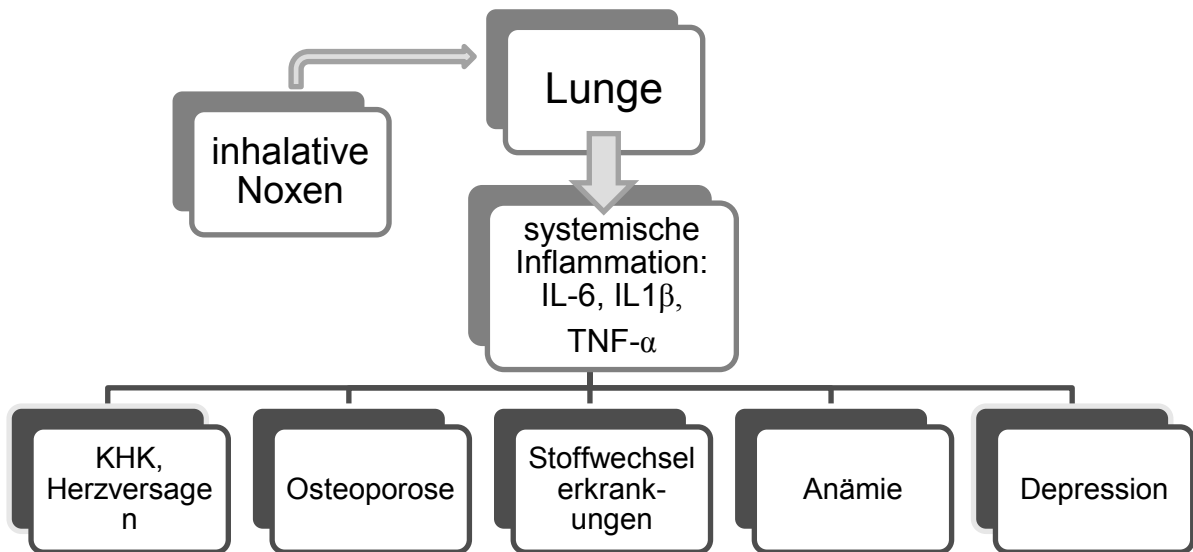 Lunge
inhalative
Noxen
systemische
Inflammation:
IL-6, IL1β,
TNF-α
KHK,
Herzversage
n
Osteoporose
Stoffwechsel
erkrank-
ungen
Anämie
Depression